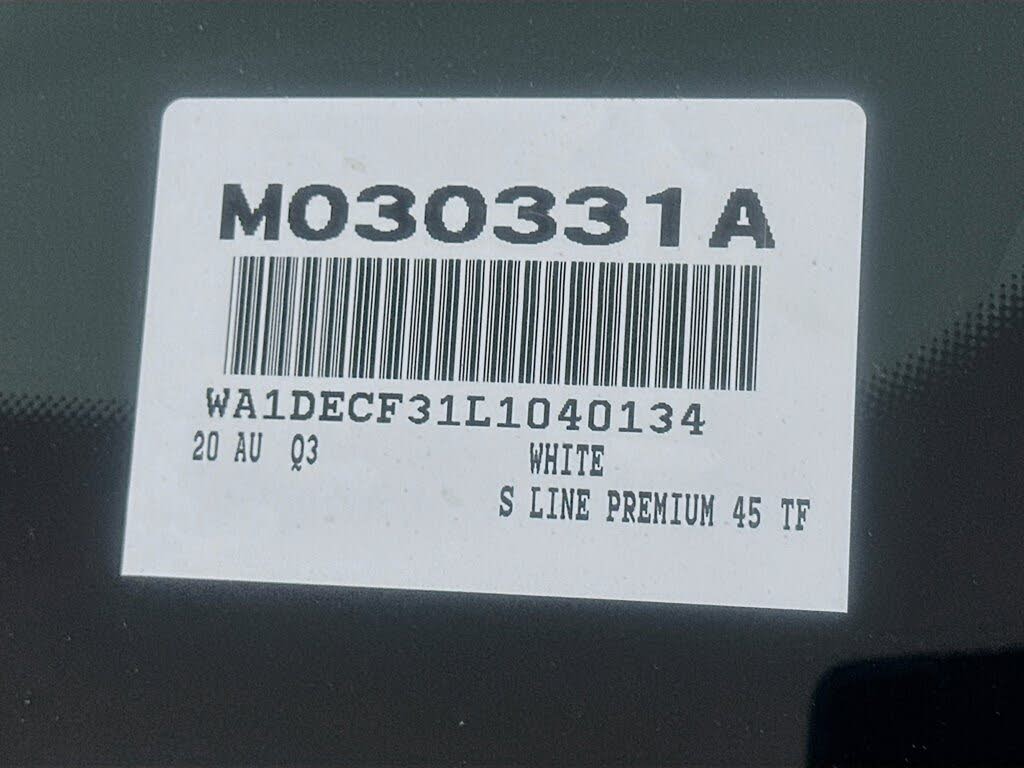 M030331A
WA1DECF31L1040134
20 AU Q3 WHITE
S LINE PREMIUM 45 TF